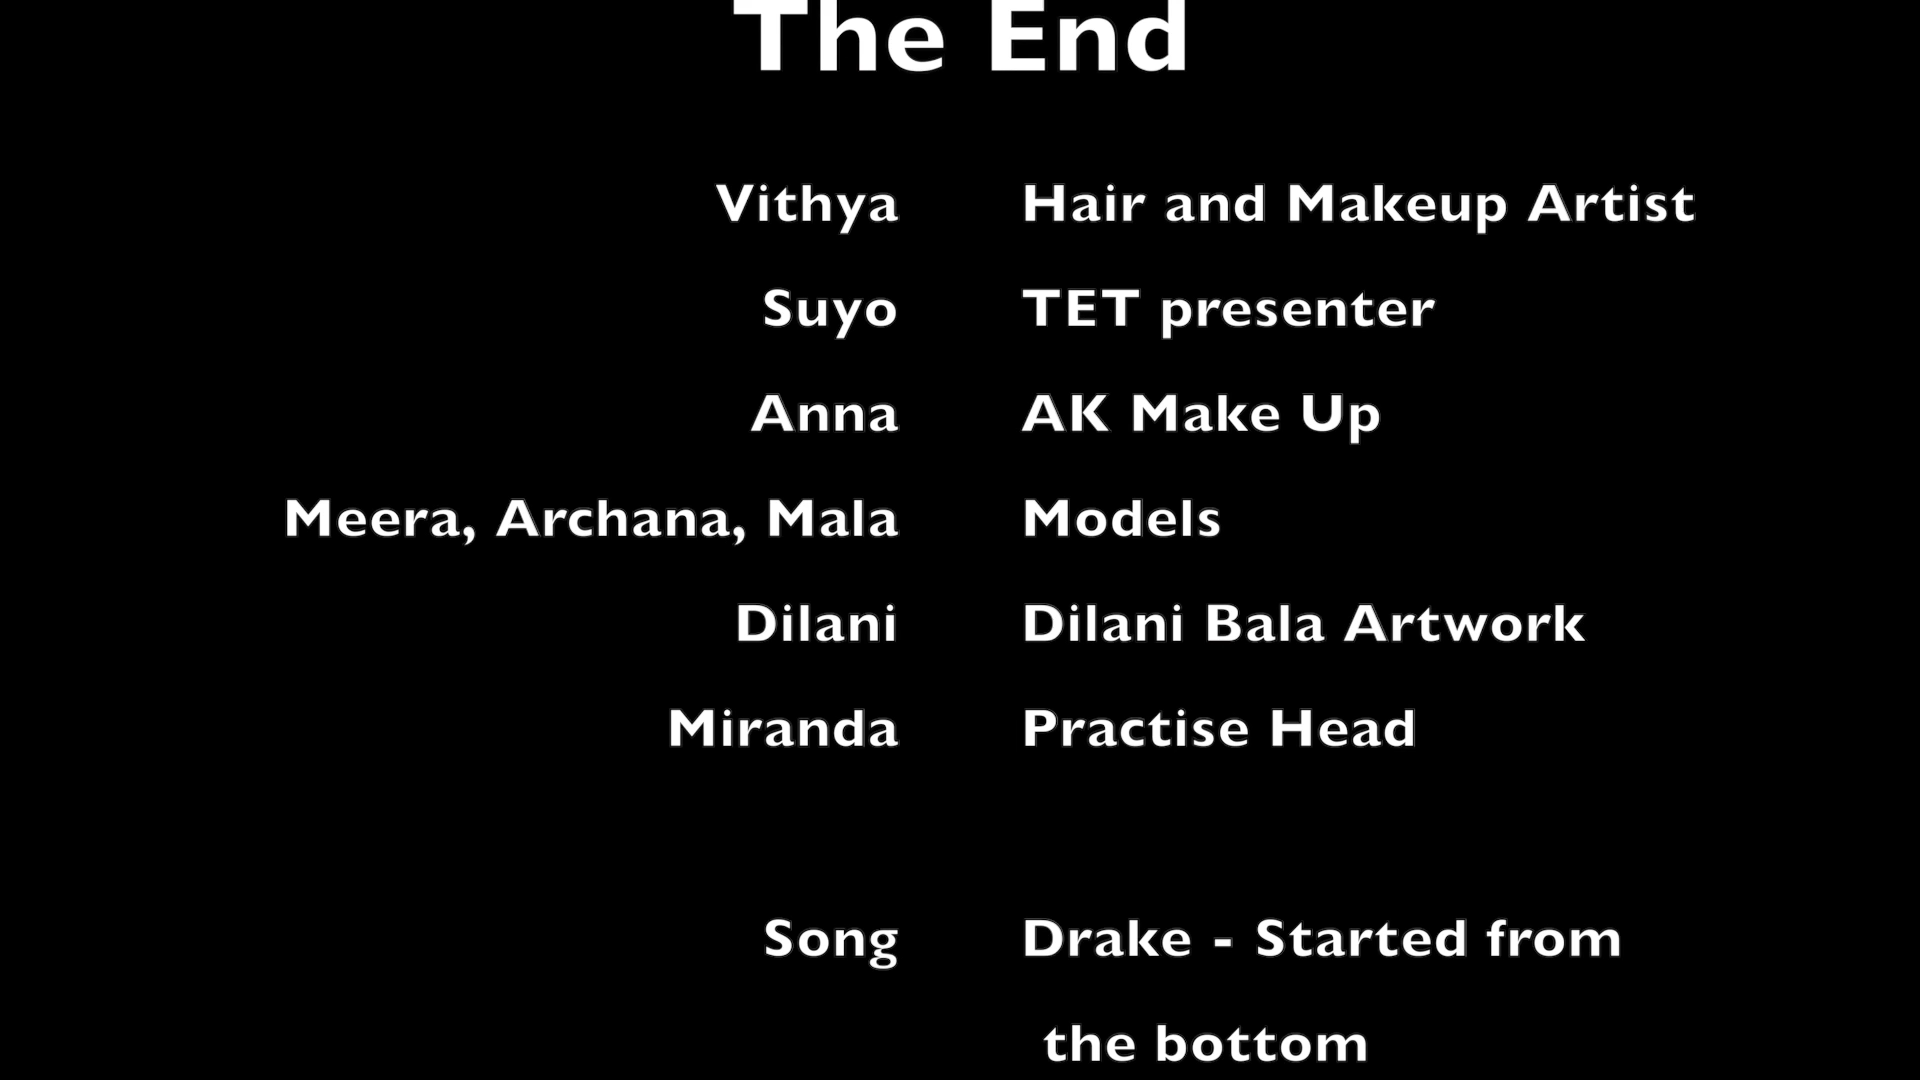 The End
Vithya Hair and Makeup Artist
Suyo TET presenter
Anna AK Make Up
Meera, Archana, Mala Models
Dilani Dilani Bala Artwork
Miranda Practise Head
Song Drake - Started from
the bottom